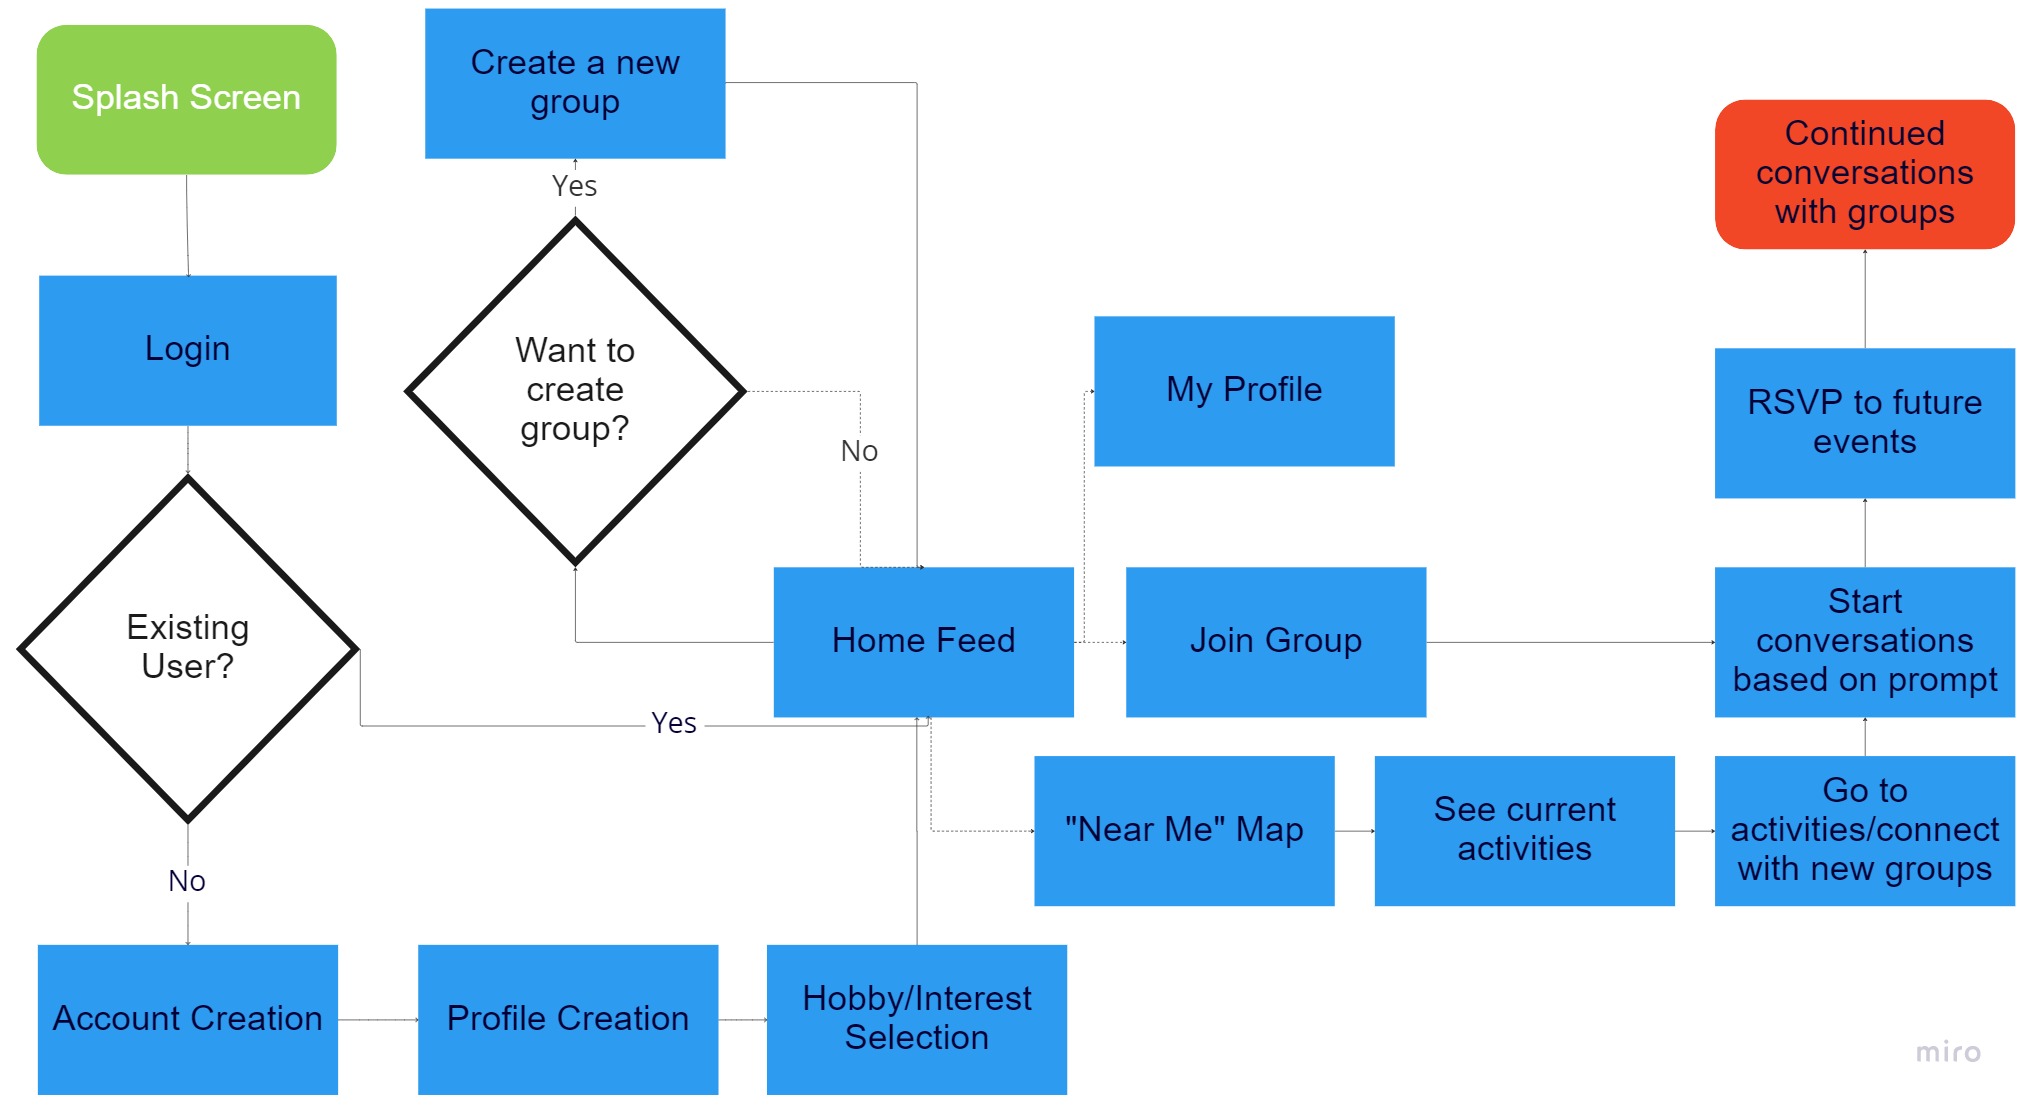 Splash Screen
Login
Existing
User?
No
Account Creation
Profile Creation
Hobby/Interest
Selection
Yes
Create a new
group
Yes
Want to
create
group?
No
Home Feed
My Profile
Join Group
"Near Me" Map
See current
activities
Go to
activities/connect
with new groups
Start
conversations
based on prompt
RSVP to future
events
Continued
conversations
with groups
miro